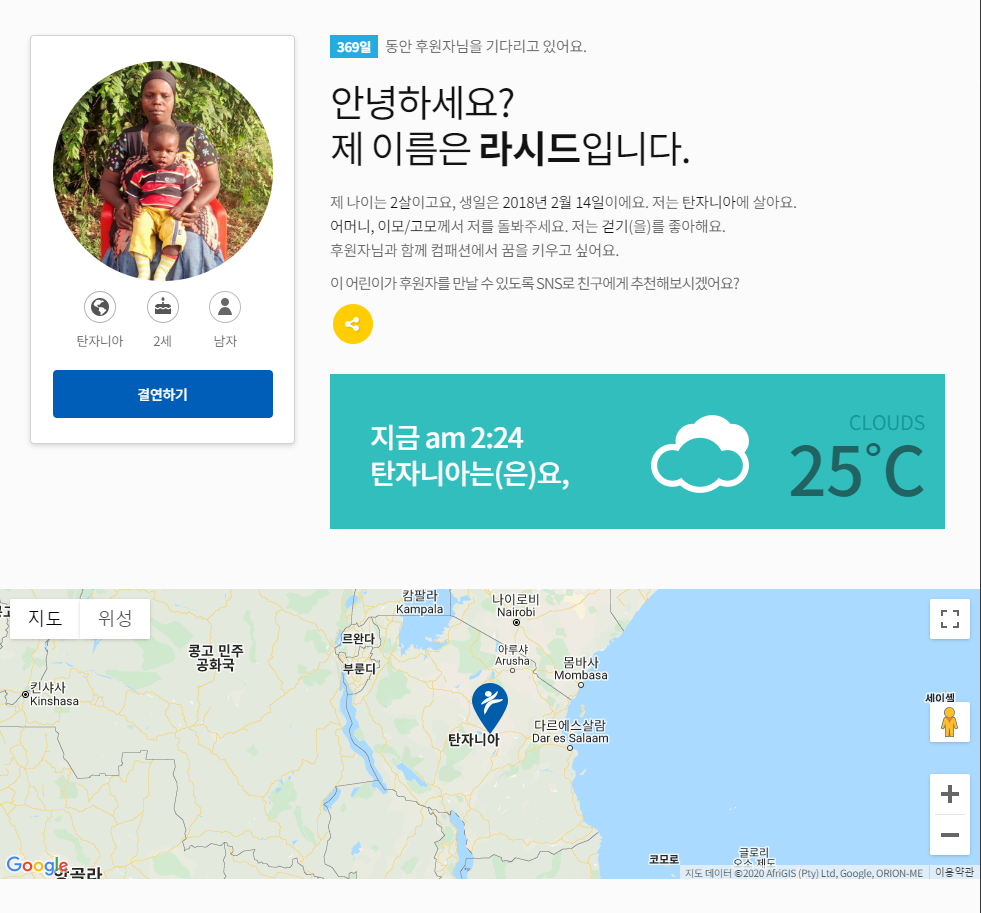 369일 동안 후원자님을 기다리고 있어요.
안녕하세요?
제 이름은 라시드입니다.
제 나이는 2살이고요, 생일은 2018년 2월 14일이에요. 저는 탄자니아에 살아요.
어머니, 이모/고모께서 저를 돌봐주세요. 저는 걷기(을)를 좋아해요.
후원자님과 함께 컴패션에서 꿈을 키우고 싶어요.
이 어린이가 후원자를 만날 수 있도록 SNS로 친구에게 추천해보시겠어요?
탄자니아 2세 남자
결연하기
지금 am 2:24
탄자니아는(은)요,
CLOUDS
25°C
지도 위성
캄팔라
Kampala
나이로비
Nairobi
르완다
콩고 민주
공화국
부룬디
아루샤
Arusha
몸바사
Mombasa
킨샤사
Kinshasa
세이셸
다르에스살람
Dar es Salaam
탄자니아
코모로
글로리
오소 제도
Google
앙골라
지도 데이터 ©2020 AfriGIS (Pty) Ltd, Google, ORION-ME
이용약관